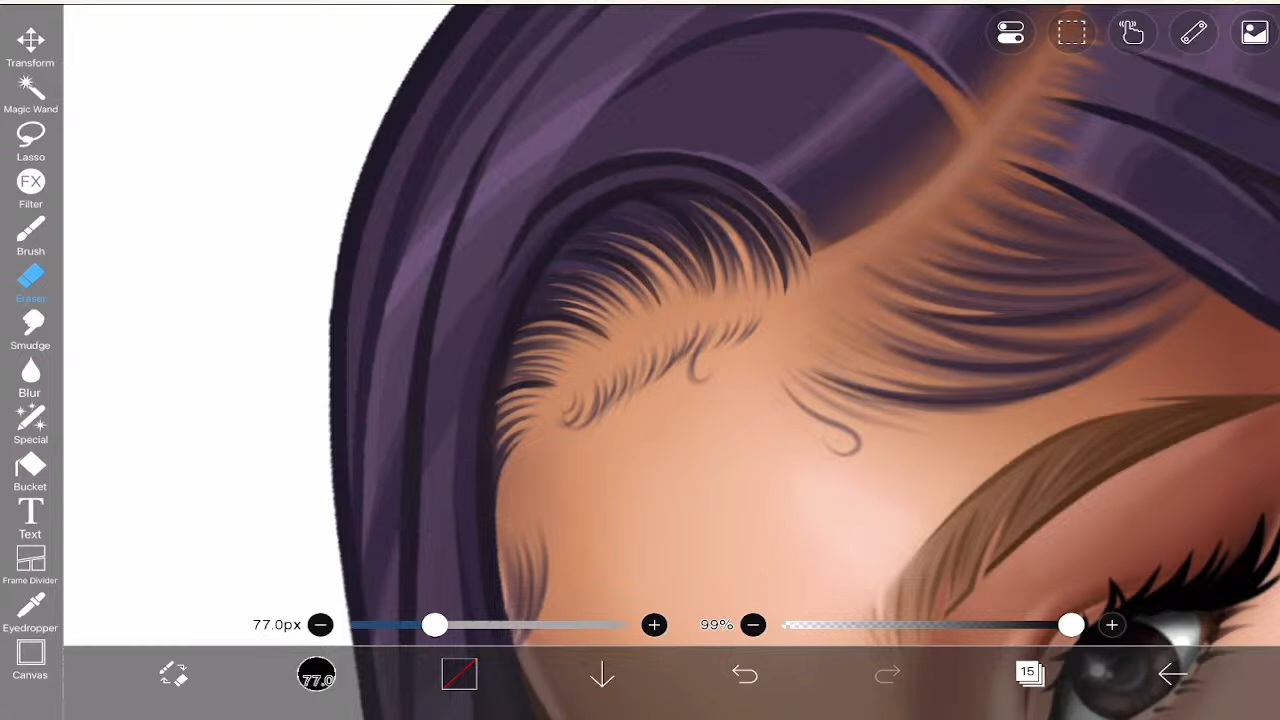 Transform
Magic Wand
Lasso
FX
Filter
Brush
Eraser
Smudge
Blur
Special
Bucket
T
Text
Frame Divider
Eyedropper
Canvas
77.0px
99%
77.0
15